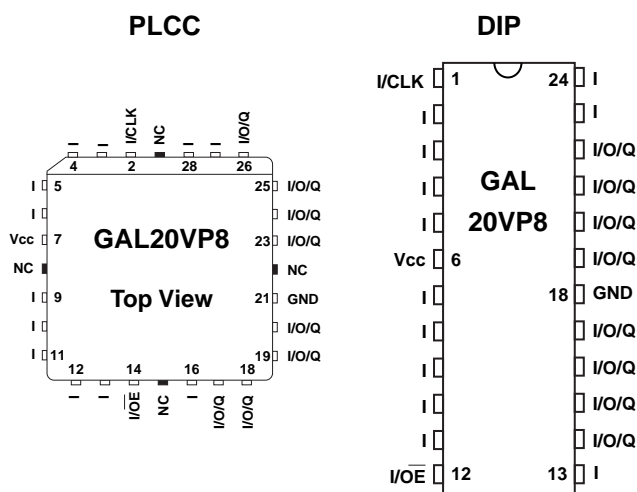 PLCC
I I I/CLK NC I I I/O/Q
4 2 28 26
I 5 25 I/O/Q
I I/O/Q
Vcc 7 GAL20VP8 23 I/O/Q
NC NC
I 9 Top View 21 GND
I I/O/Q
I 11 19 I/O/Q
12 14 16 18
I I I/O̅E̅ NC I I/O/Q I/O/Q
DIP
I/CLK 1 24 I
I I
I I/O/Q
I GAL I/O/Q
I 20VP8 I/O/Q
Vcc 6 I/O/Q
I 18 GND
I I/O/Q
I I/O/Q
I I/O/Q
I I/O/Q
I/O̅E̅ 12 13 I